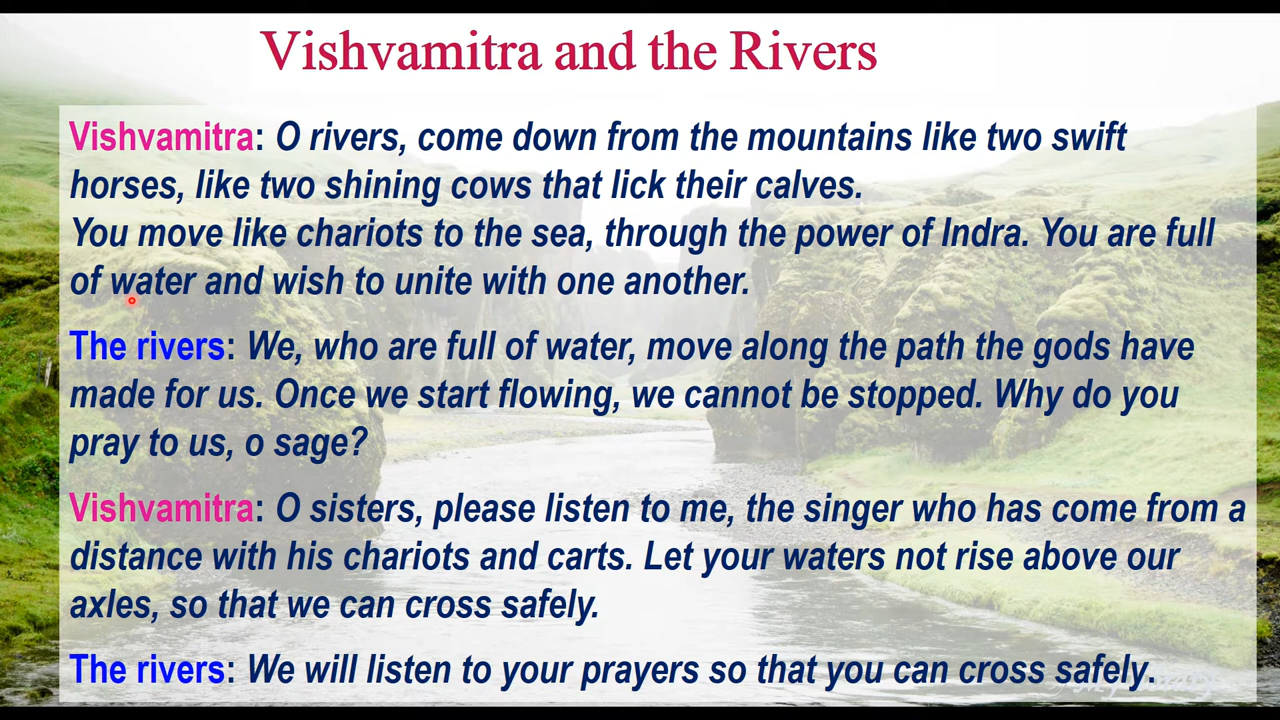 Vishvamitra and the Rivers
Vishvamitra: O rivers, come down from the mountains like two swift
horses, like two shining cows that lick their calves.
You move like chariots to the sea, through the power of Indra. You are full
of water and wish to unite with one another.
The rivers: We, who are full of water, move along the path the gods have
made for us. Once we start flowing, we cannot be stopped. Why do you
pray to us, o sage?
Vishvamitra: O sisters, please listen to me, the singer who has come from a
distance with his chariots and carts. Let your waters not rise above our
axles, so that we can cross safely.
The rivers: We will listen to your prayers so that you can cross safely.